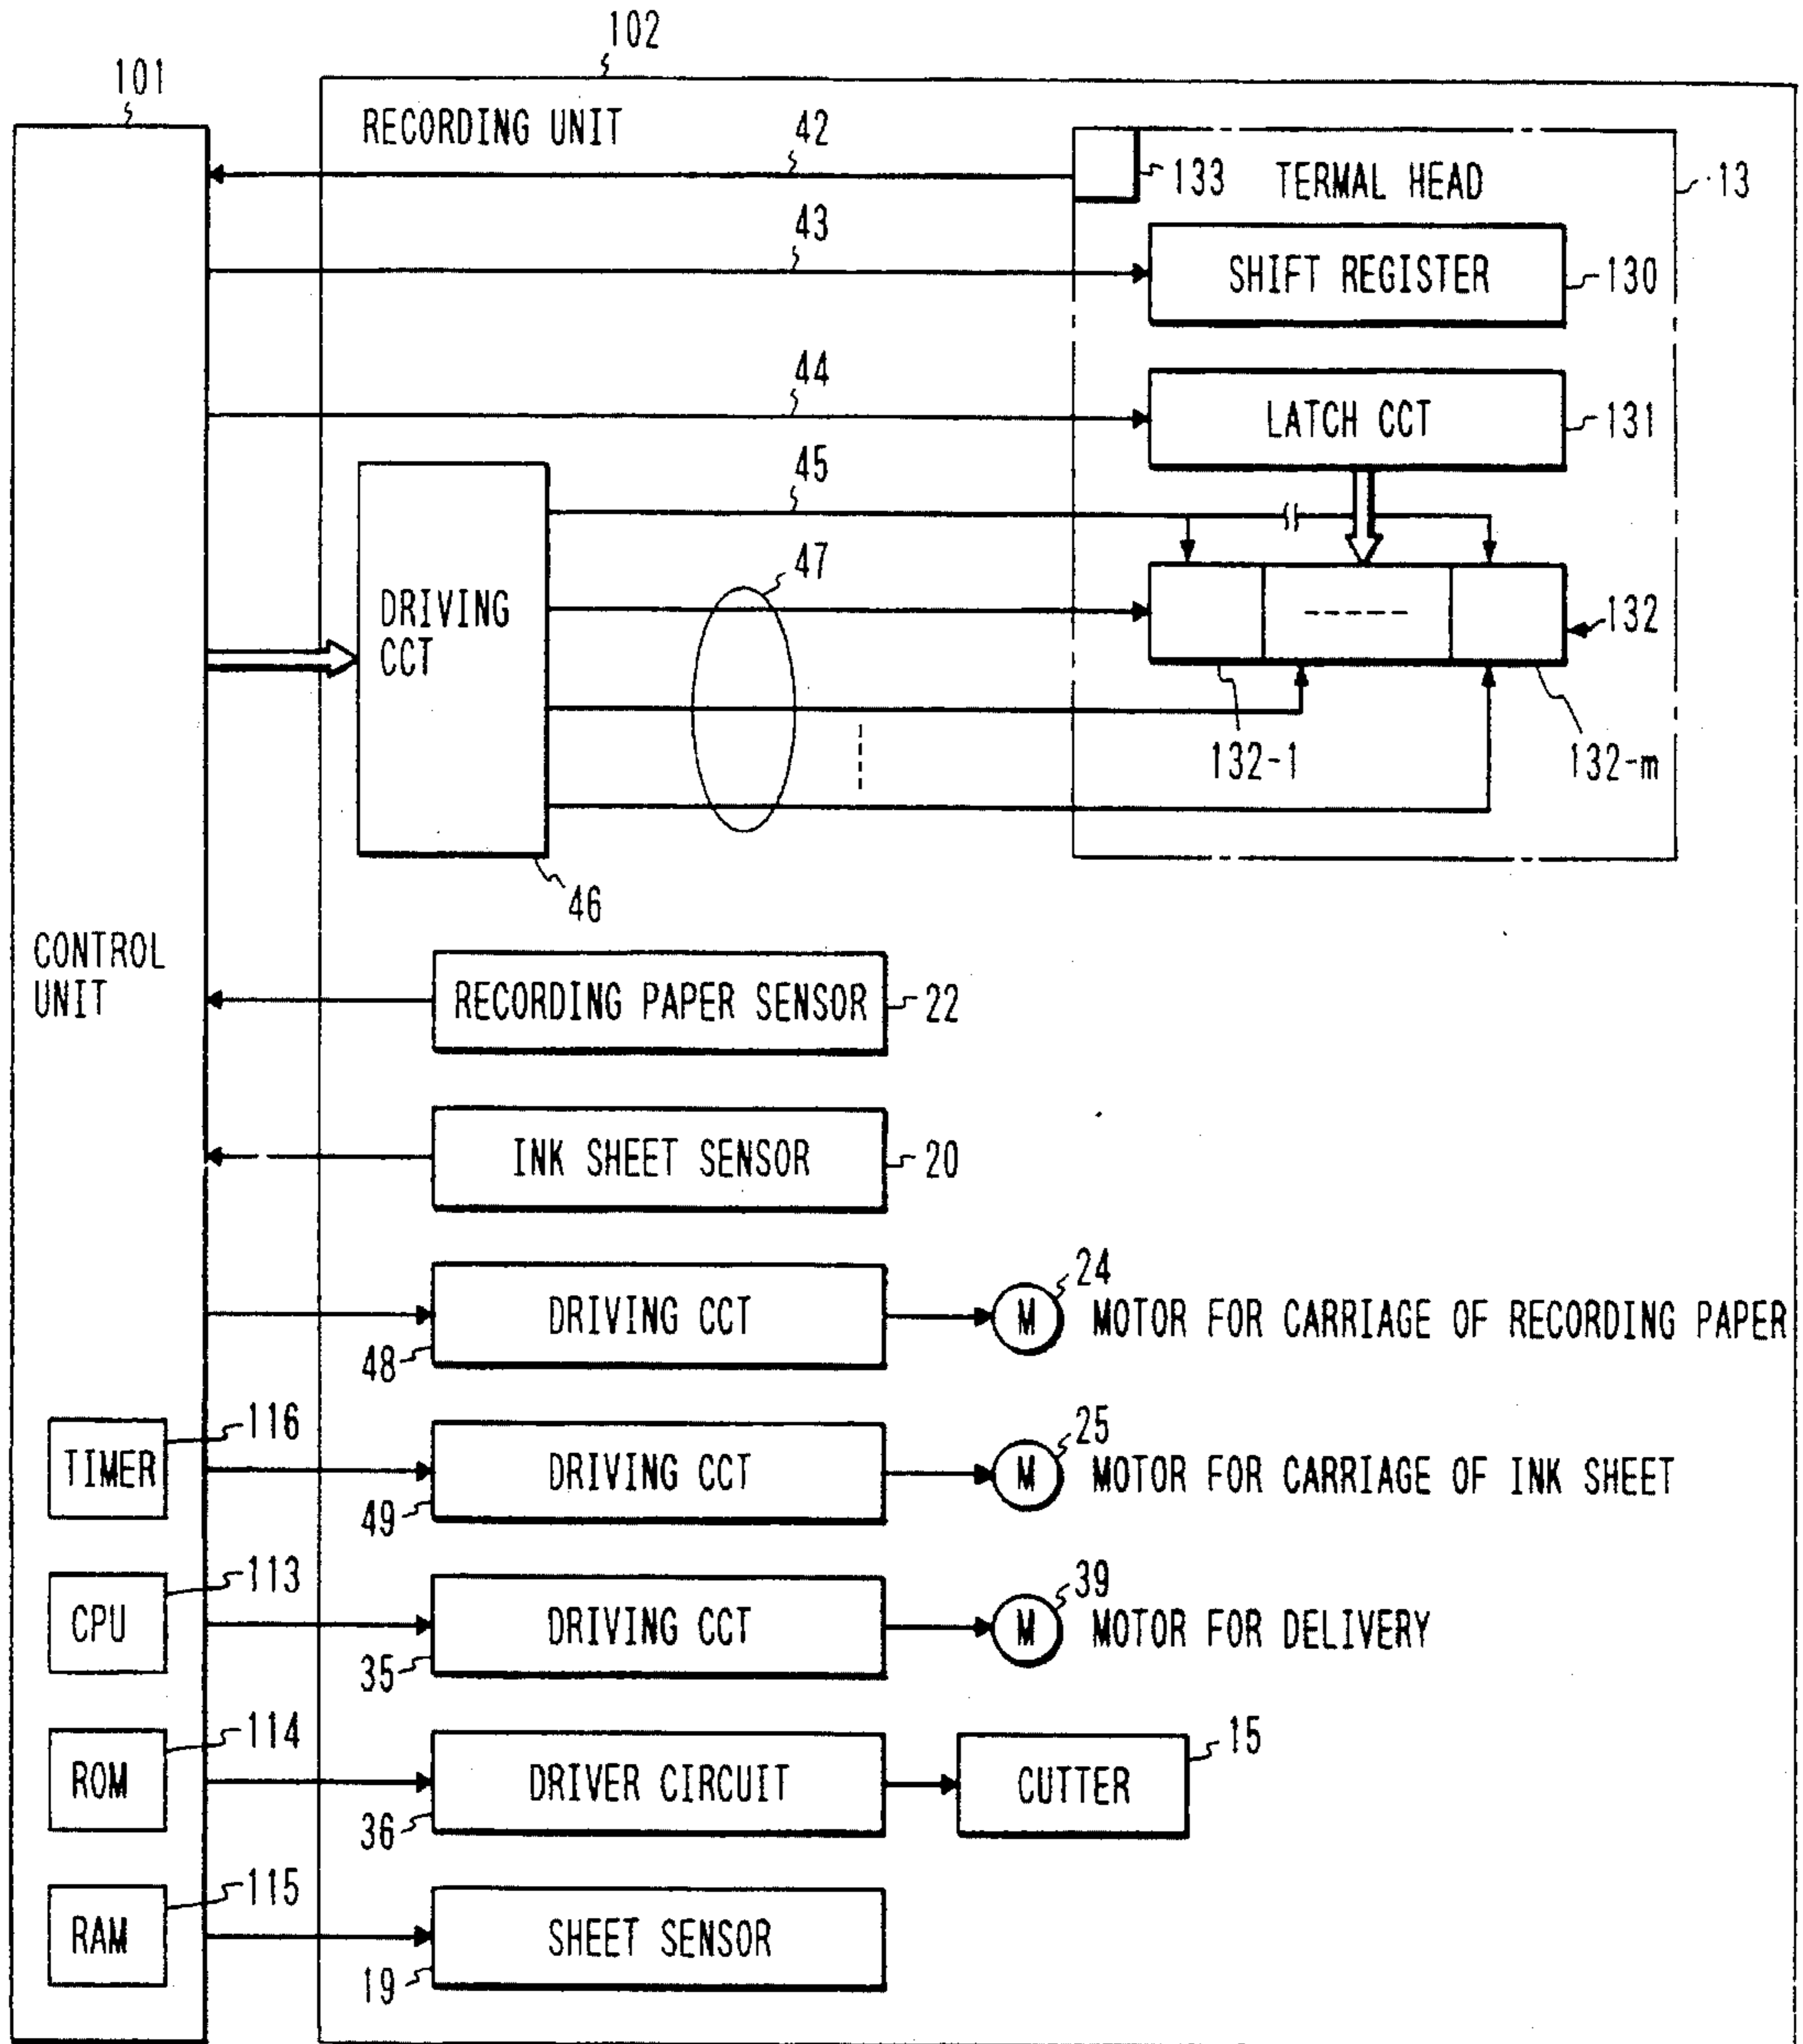 102
101
RECORDING UNIT
42
133
TERMAL HEAD
13
43
SHIFT REGISTER
130
44
LATCH CCT
131
45
47
DRIVING
CCT
-----
132
132-1
132-m
46
CONTROL
UNIT
RECORDING PAPER SENSOR
22
INK SHEET SENSOR
20
DRIVING CCT
48
M
24
MOTOR FOR CARRIAGE OF RECORDING PAPER
TIMER
116
DRIVING CCT
49
M
25
MOTOR FOR CARRIAGE OF INK SHEET
CPU
113
DRIVING CCT
35
M
39
MOTOR FOR DELIVERY
ROM
114
DRIVER CIRCUIT
36
CUTTER
15
RAM
115
SHEET SENSOR
19